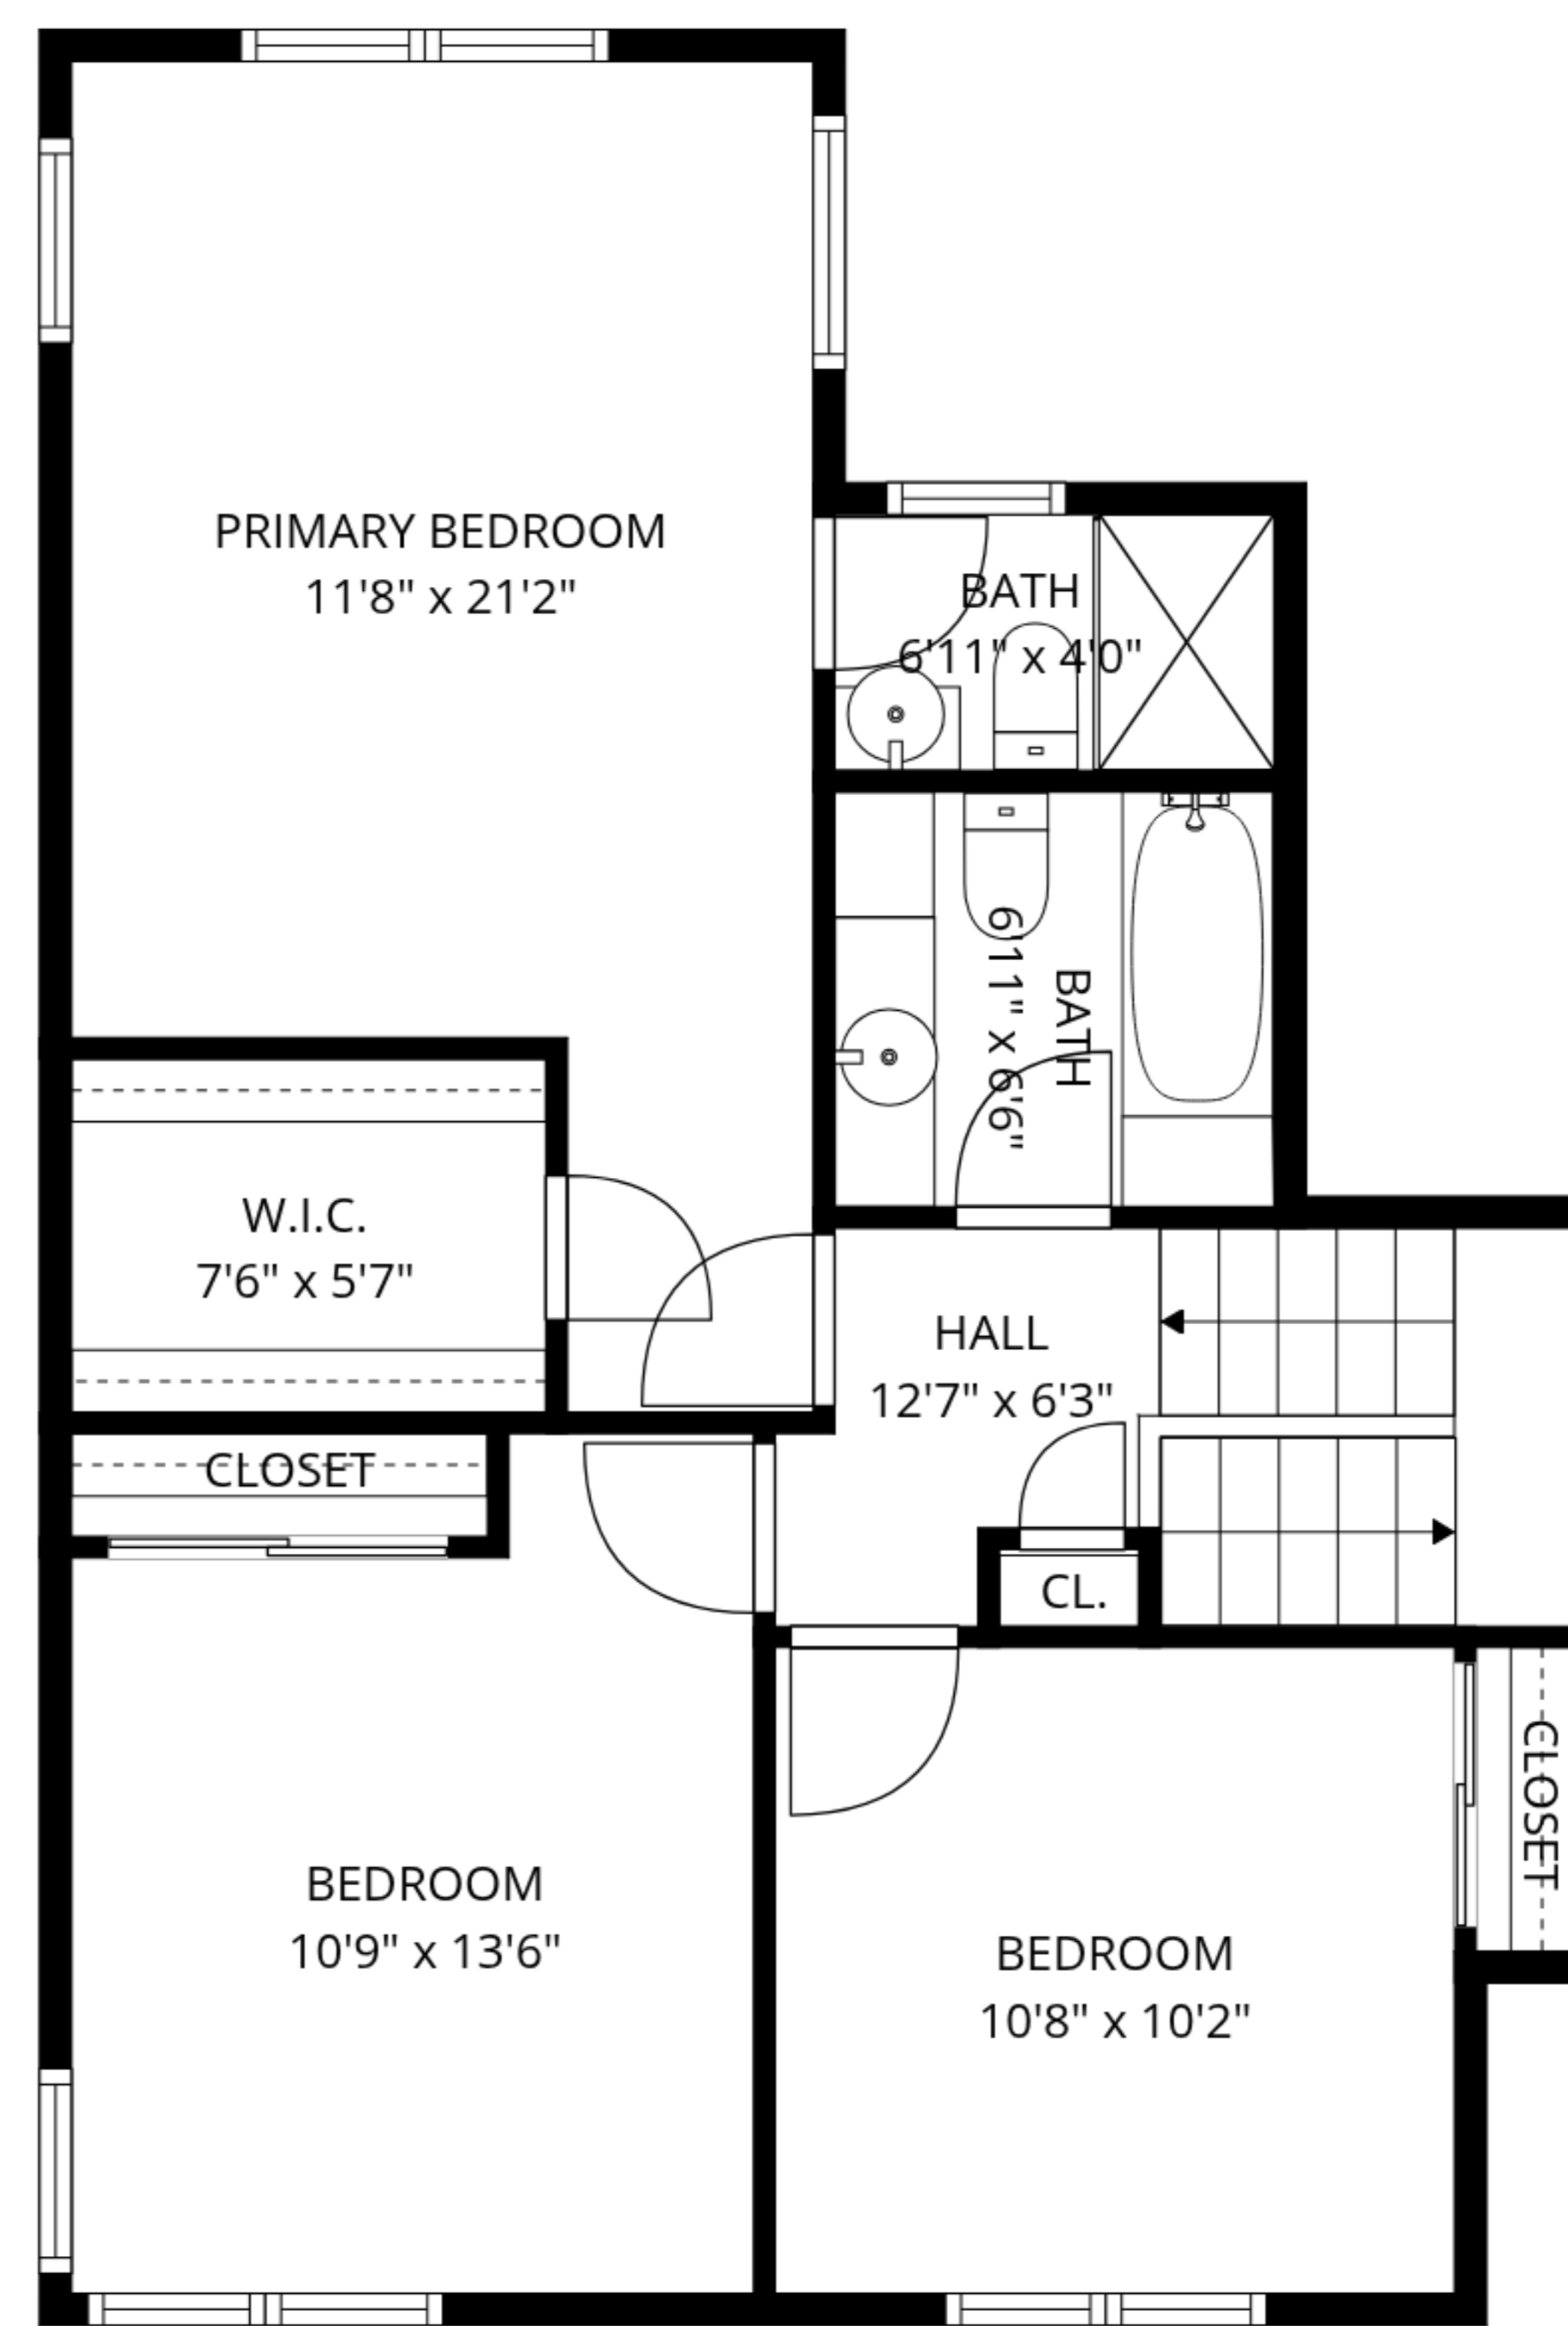 PRIMARY BEDROOM
11'8" x 21'2"
BATH
6'11" x 4'0"
BATH
6'11" x 6'6"
W.I.C.
7'6" x 5'7"
HALL
12'7" x 6'3"
CLOSET
CL.
CLOSET
BEDROOM
10'9" x 13'6"
BEDROOM
10'8" x 10'2"